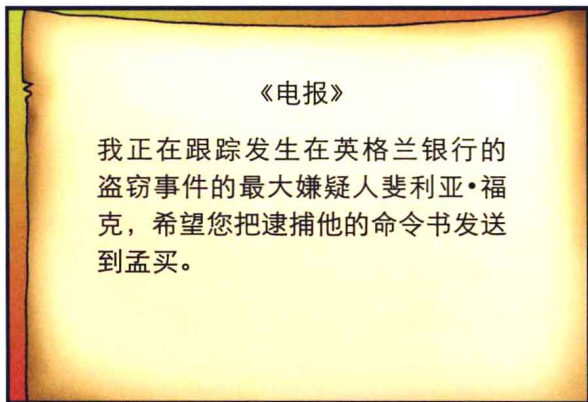 《电报》
我正在跟踪发生在英格兰银行的
盗窃事件的最大嫌疑人斐利亚•福
克，希望您把逮捕他的命令书发送
到孟买。